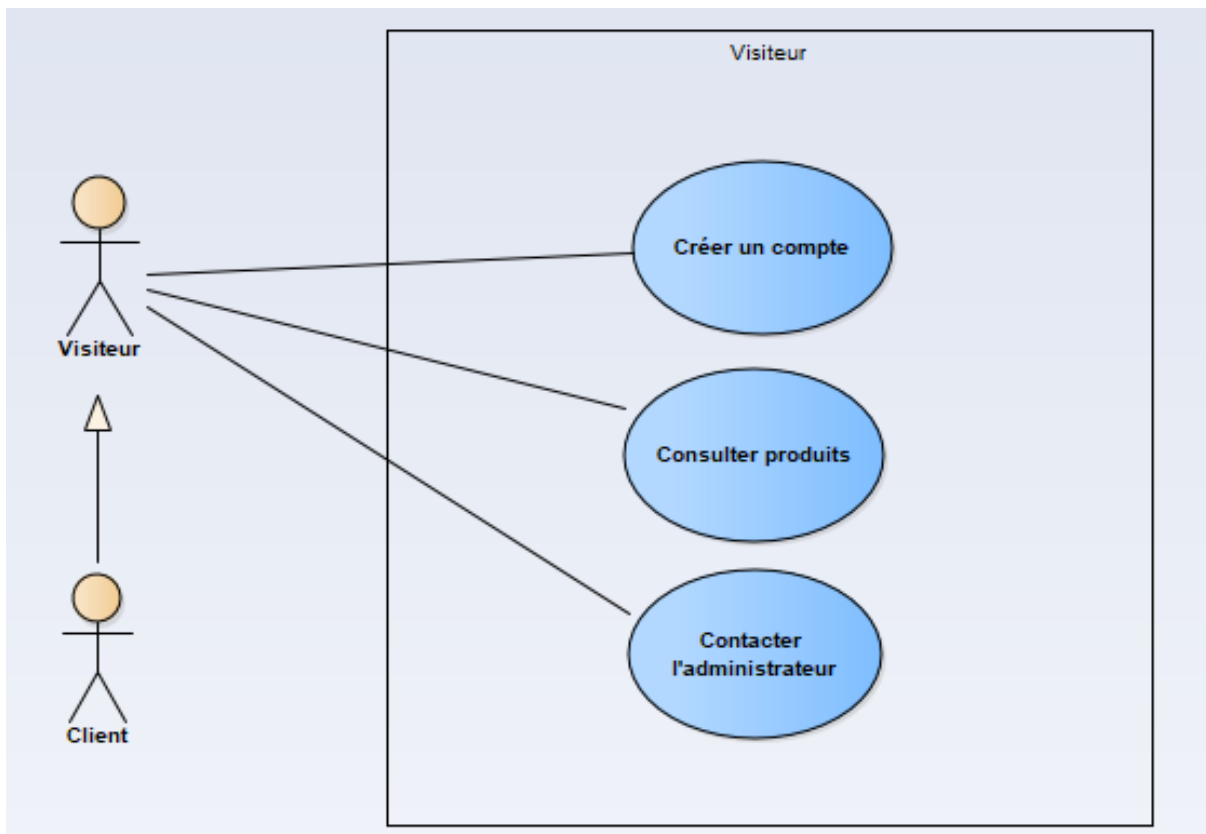 Visiteur
Créer un compte
Visiteur
Consulter produits
Contacter
l'administrateur
Client